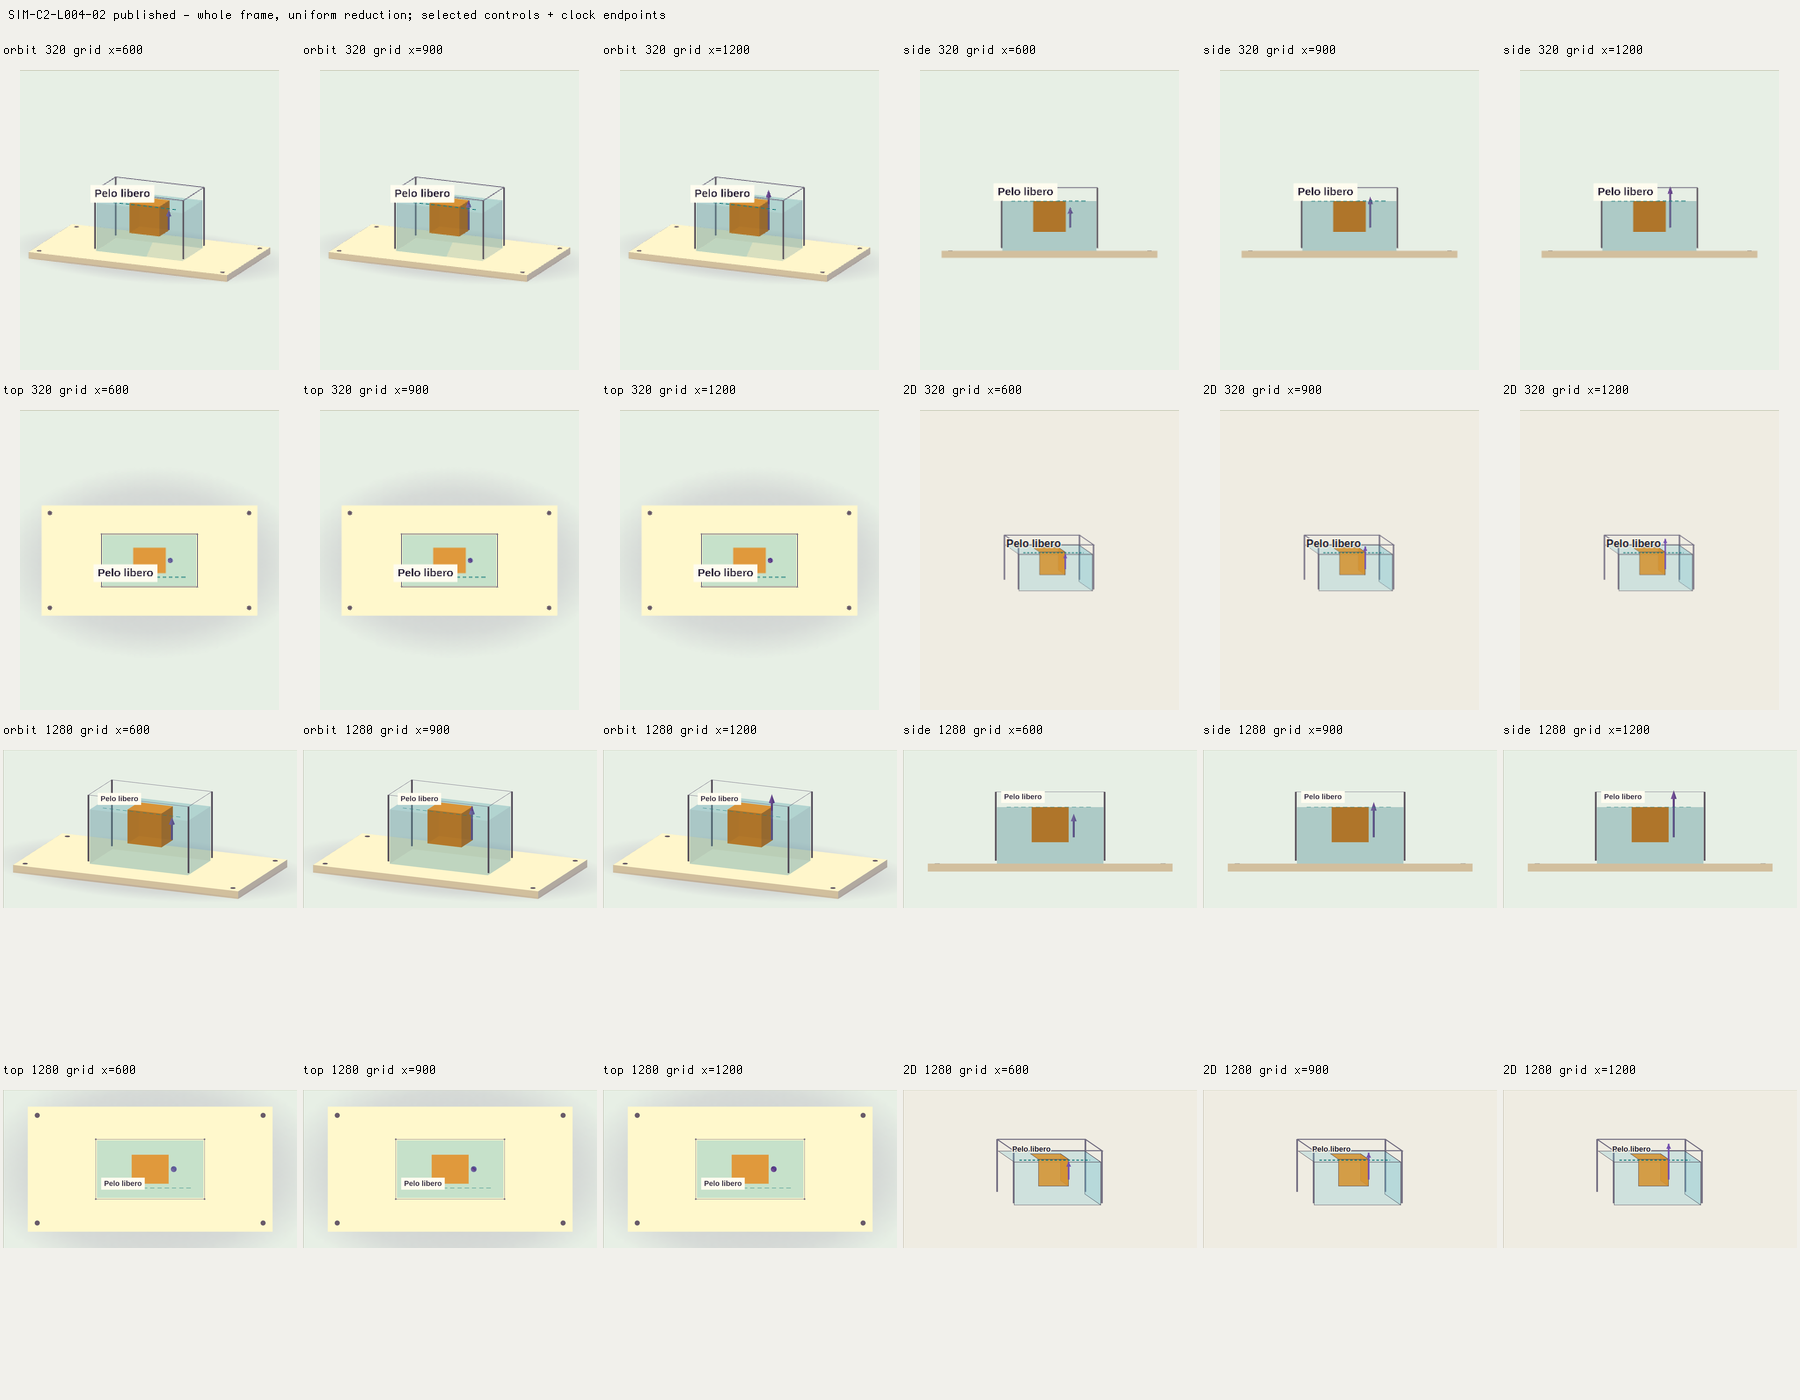 SIM-C2-L004-02 published — whole frame, uniform reduction; selected controls + clock endpoints
orbit 320 grid x=600
orbit 320 grid x=900
orbit 320 grid x=1200
side 320 grid x=600
side 320 grid x=900
side 320 grid x=1200
Pelo libero
Pelo libero
Pelo libero
Pelo libero
Pelo libero
Pelo libero
top 320 grid x=600
top 320 grid x=900
top 320 grid x=1200
2D 320 grid x=600
2D 320 grid x=900
2D 320 grid x=1200
Pelo libero
Pelo libero
Pelo libero
Pelo libero
Pelo libero
Pelo libero
orbit 1280 grid x=600
orbit 1280 grid x=900
orbit 1280 grid x=1200
side 1280 grid x=600
side 1280 grid x=900
side 1280 grid x=1200
Pelo libero
Pelo libero
Pelo libero
Pelo libero
Pelo libero
Pelo libero
top 1280 grid x=600
top 1280 grid x=900
top 1280 grid x=1200
2D 1280 grid x=600
2D 1280 grid x=900
2D 1280 grid x=1200
Pelo libero
Pelo libero
Pelo libero
Pelo libero
Pelo libero
Pelo libero